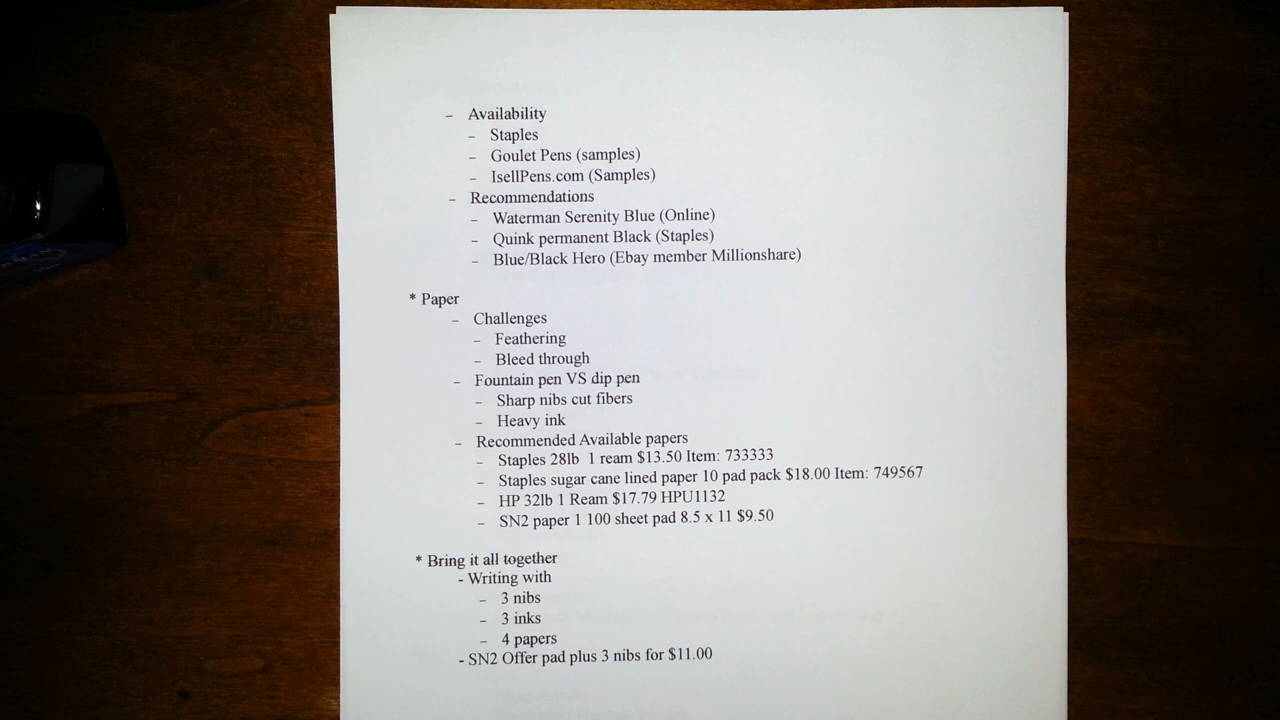 – Availability
– Staples
– Goulet Pens (samples)
– IsellPens.com (Samples)
– Recommendations
– Waterman Serenity Blue (Online)
– Quink permanent Black (Staples)
– Blue/Black Hero (Ebay member Millionshare)
* Paper
– Challenges
– Feathering
– Bleed through
– Fountain pen VS dip pen
– Sharp nibs cut fibers
– Heavy ink
– Recommended Available papers
– Staples 28lb 1 ream $13.50 Item: 733333
– Staples sugar cane lined paper 10 pad pack $18.00 Item: 749567
– HP 32lb 1 Ream $17.79 HPU1132
– SN2 paper 1 100 sheet pad 8.5 x 11 $9.50
* Bring it all together
- Writing with
– 3 nibs
– 3 inks
– 4 papers
- SN2 Offer pad plus 3 nibs for $11.00